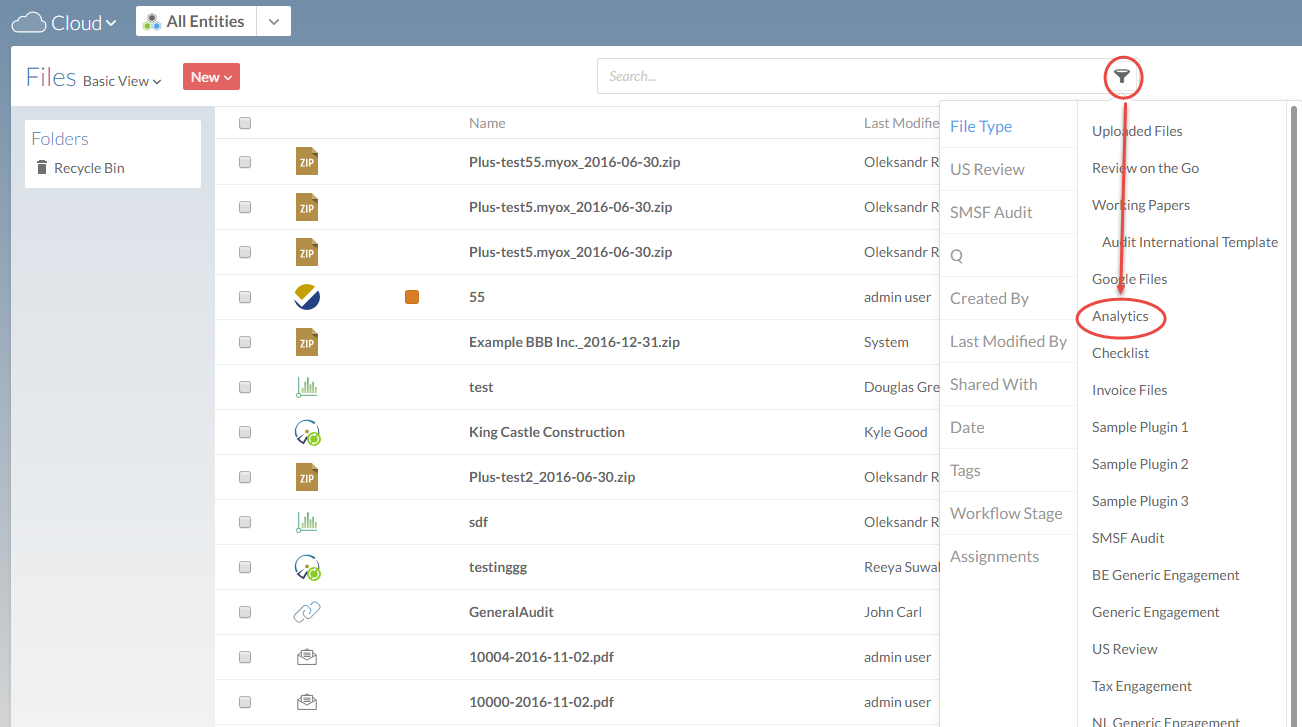 Cloud
All Entities
Files Basic View
New
Search...
Folders
Recycle Bin
Name
Last Modifie
ZIP Plus-test55.myox_2016-06-30.zip Oleksandr R
ZIP Plus-test5.myox_2016-06-30.zip Oleksandr R
ZIP Plus-test5.myox_2016-06-30.zip Oleksandr R
55 admin user
ZIP Example BBB Inc._2016-12-31.zip System
test Douglas Gre
King Castle Construction Kyle Good
ZIP Plus-test2_2016-06-30.zip Oleksandr R
sdf Oleksandr R
testinggg Reeya Suwal
GeneralAudit John Carl
10004-2016-11-02.pdf admin user
10000-2016-11-02.pdf admin user
File Type
US Review
SMSF Audit
Q
Created By
Last Modified By
Shared With
Date
Tags
Workflow Stage
Assignments
Uploaded Files
Review on the Go
Working Papers
Audit International Template
Google Files
Analytics
Checklist
Invoice Files
Sample Plugin 1
Sample Plugin 2
Sample Plugin 3
SMSF Audit
BE Generic Engagement
Generic Engagement
US Review
Tax Engagement
NL Generic Engagement